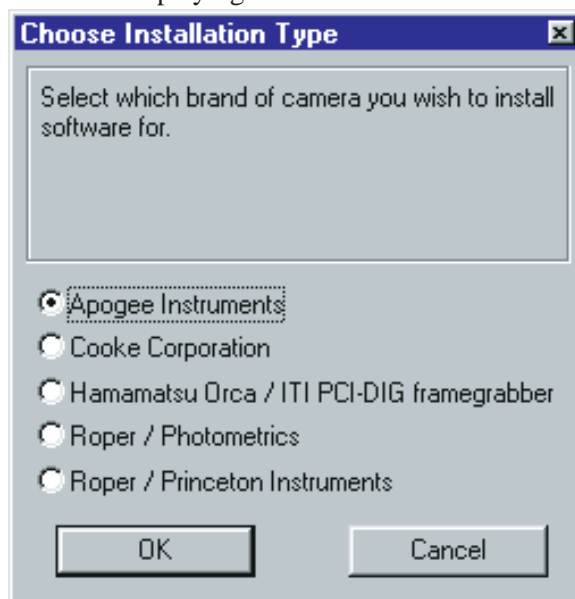 Choose Installation Type
Select which brand of camera you wish to install
software for.
Apogee Instruments
Cooke Corporation
Hamamatsu Orca / ITI PCI-DIG framegrabber
Roper / Photometrics
Roper / Princeton Instruments
OK Cancel